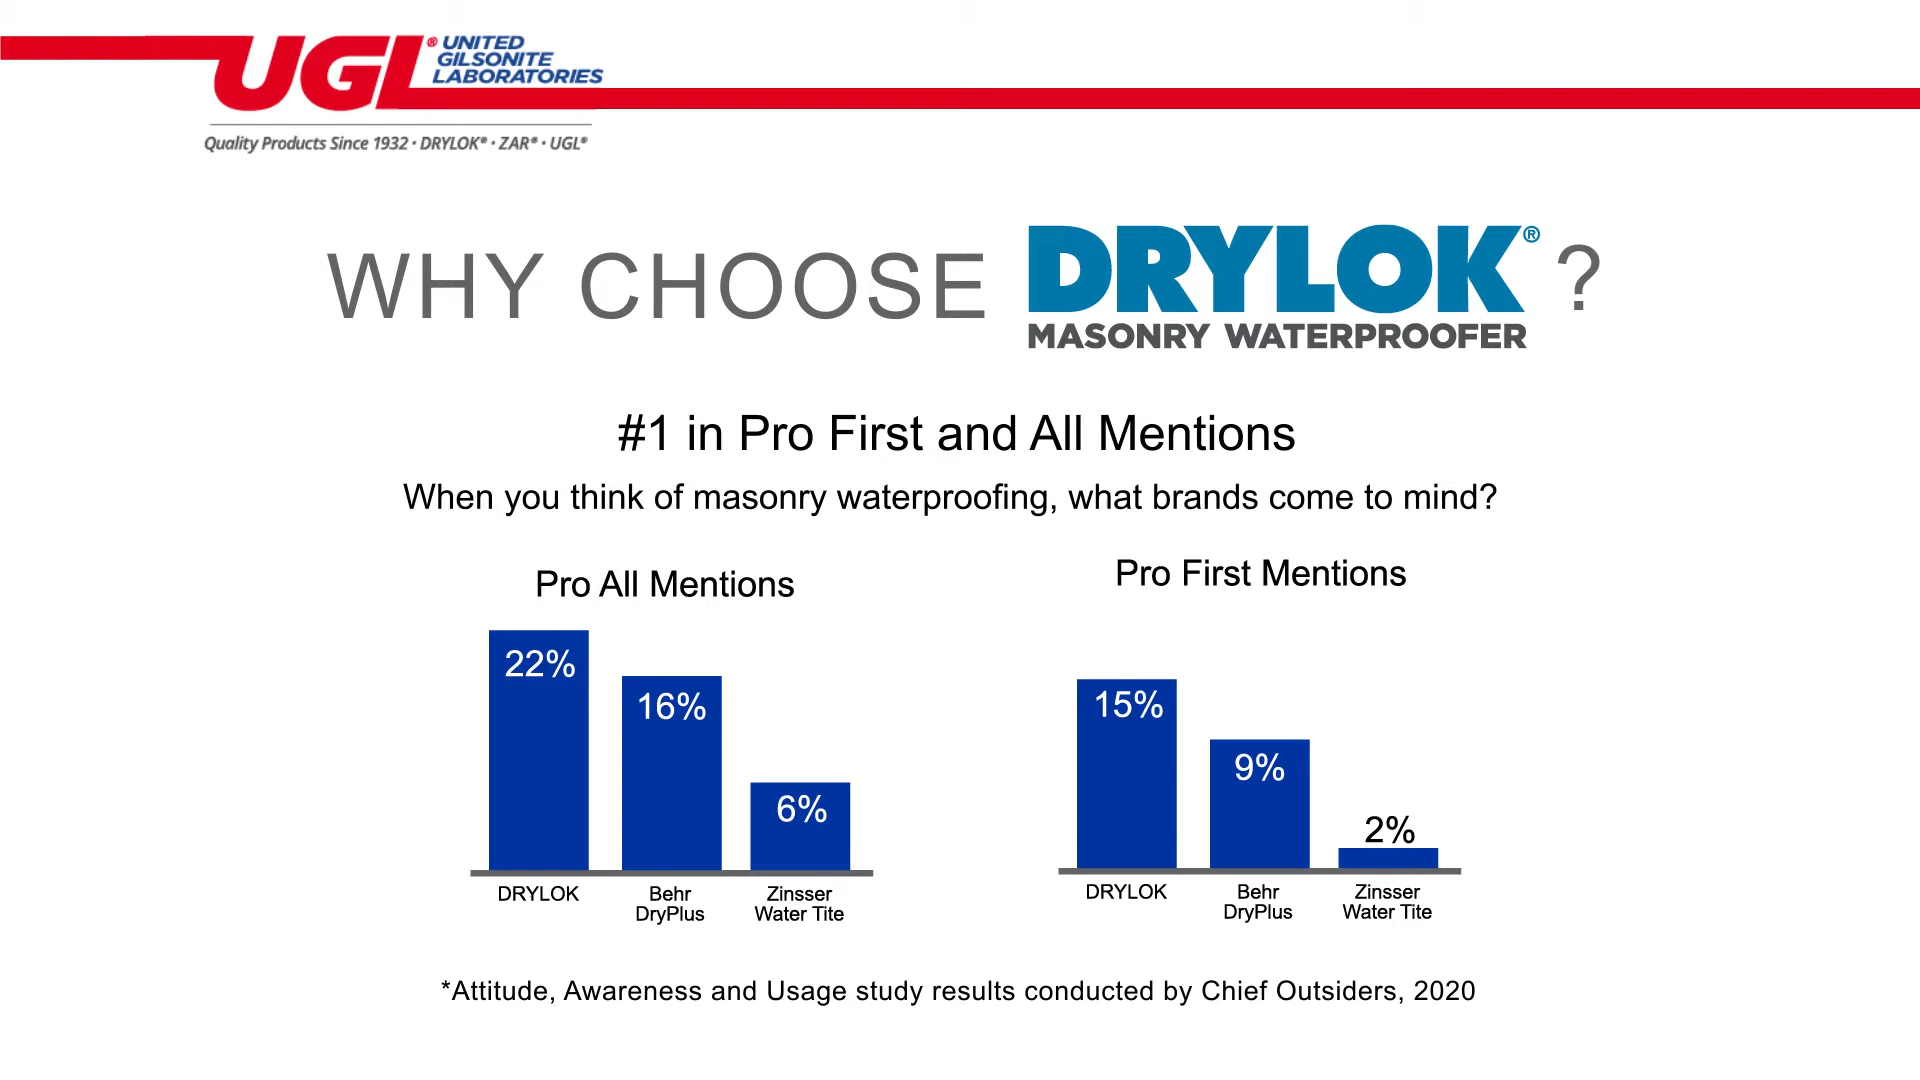 UGL® UNITED
GILSONITE
LABORATORIES
Quality Products Since 1932 • DRYLOK® • ZAR® • UGL®
WHY CHOOSE DRYLOK® ?
MASONRY WATERPROOFER
#1 in Pro First and All Mentions
When you think of masonry waterproofing, what brands come to mind?
Pro All Mentions
22%
16%
6%
DRYLOK
Behr
DryPlus
Zinsser
Water Tite
Pro First Mentions
15%
9%
2%
DRYLOK
Behr
DryPlus
Zinsser
Water Tite
*Attitude, Awareness and Usage study results conducted by Chief Outsiders, 2020